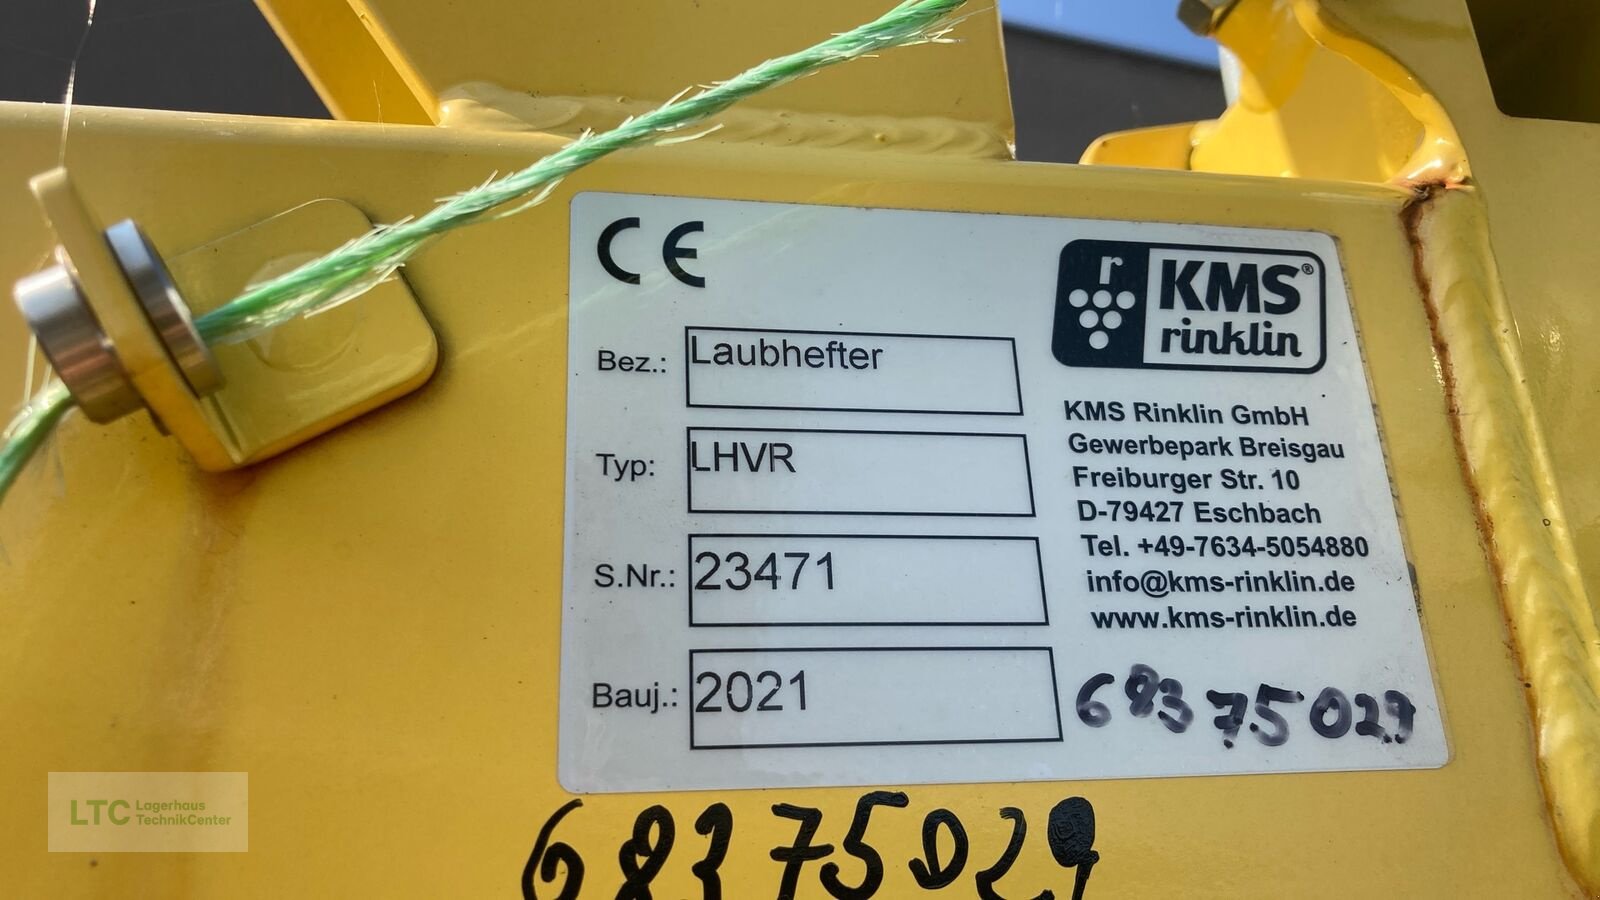 CE
r
KMS®
rinklin
Bez.: Laubhefter
Typ: LHVR
S.Nr.: 23471
Bauj.: 2021
KMS Rinklin GmbH
Gewerbepark Breisgau
Freiburger Str. 10
D-79427 Eschbach
Tel. +49-7634-5054880
info@kms-rinklin.de
www.kms-rinklin.de
68375029
68375029
LTC Lagerhaus
TechnikCenter